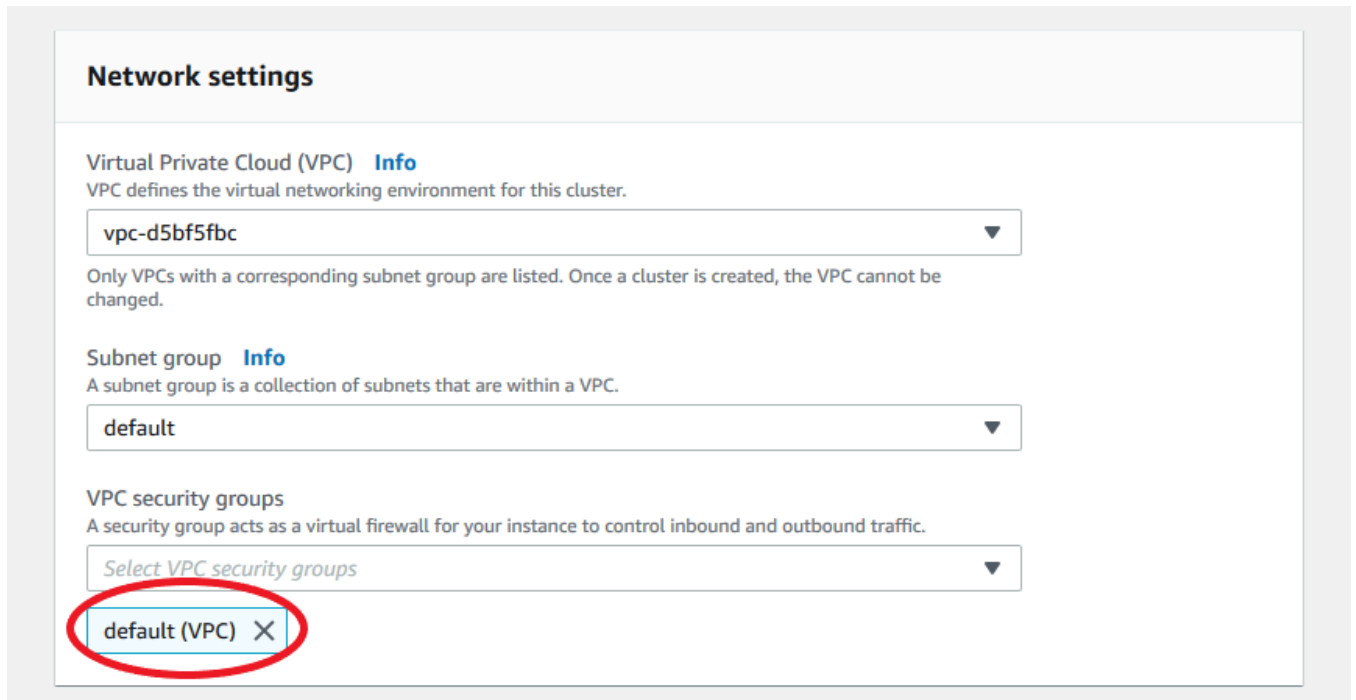 Network settings
Virtual Private Cloud (VPC) Info
VPC defines the virtual networking environment for this cluster.
vpc-d5bf5fbc
Only VPCs with a corresponding subnet group are listed. Once a cluster is created, the VPC cannot be
changed.
Subnet group Info
A subnet group is a collection of subnets that are within a VPC.
default
VPC security groups
A security group acts as a virtual firewall for your instance to control inbound and outbound traffic.
Select VPC security groups
default (VPC)